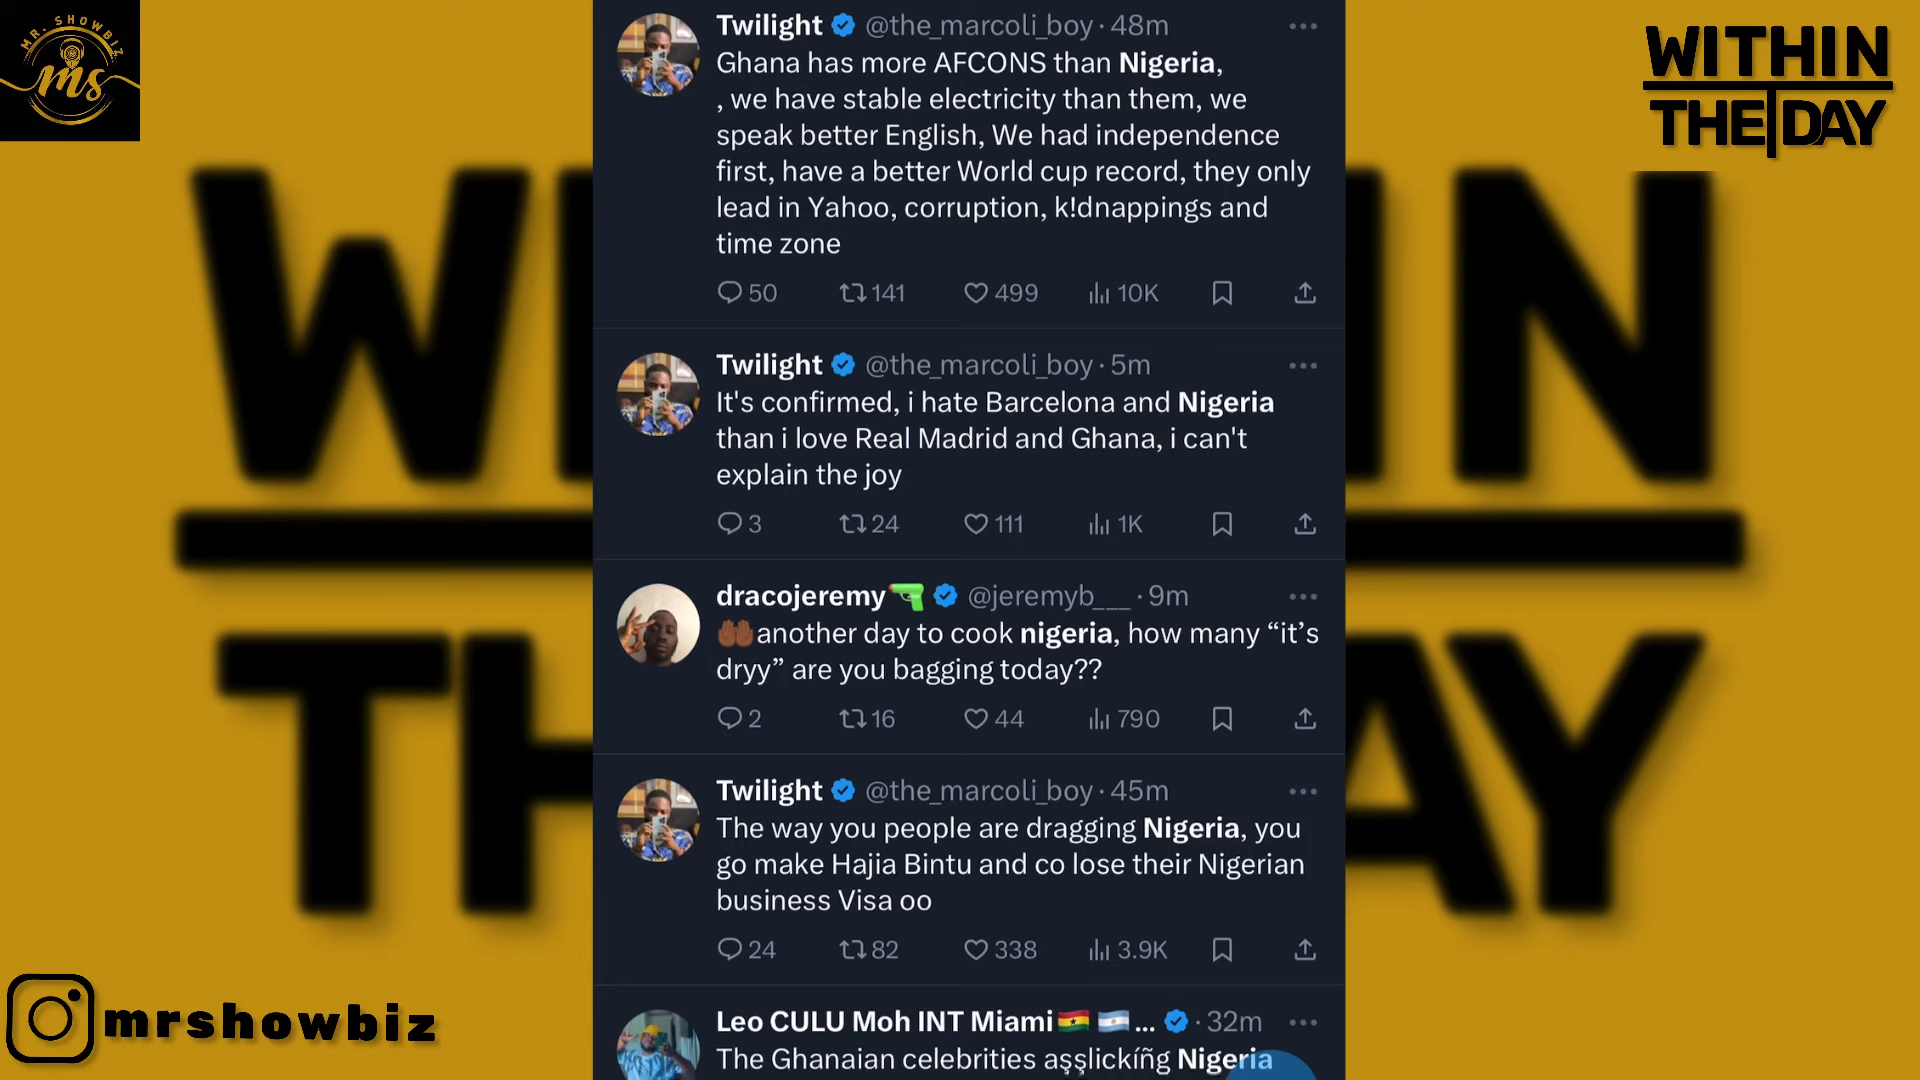 MR. SHOWBIZ
ms
WITHIN
THE DAY
Twilight @the_marcoli_boy · 48m
Ghana has more AFCONS than Nigeria,
, we have stable electricity than them, we
speak better English, We had independence
first, have a better World cup record, they only
lead in Yahoo, corruption, k!dnappings and
time zone
50 141 499 10K
Twilight @the_marcoli_boy · 5m
It's confirmed, i hate Barcelona and Nigeria
than i love Real Madrid and Ghana, i can't
explain the joy
3 24 111 1K
dracojeremy🔫 @jeremyb___ · 9m
🤲🏾another day to cook nigeria, how many “it’s
dryy” are you bagging today??
2 16 44 790
Twilight @the_marcoli_boy · 45m
The way you people are dragging Nigeria, you
go make Hajia Bintu and co lose their Nigerian
business Visa oo
24 82 338 3.9K
Leo CULU Moh INT Miami🇬🇭 🇦🇷 ... · 32m
The Ghanaian celebrities aşşlickíñg Nigeria
mrshowbiz